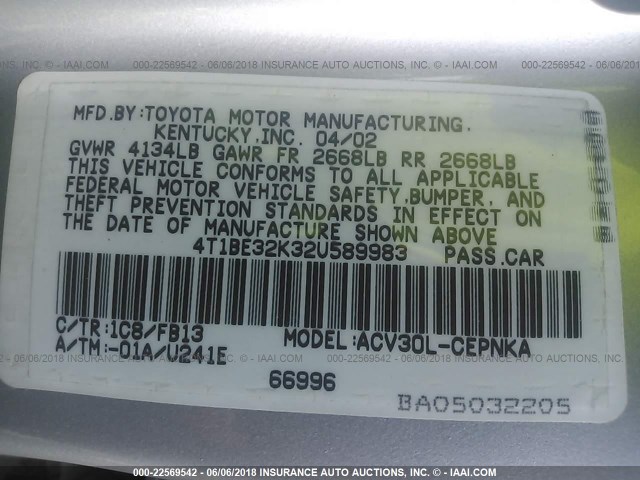 000-22569542 / 06/06/2018 / INSURANCE AUTO AUCTIONS, INC. - IAAI.COM
MFD.BY:TOYOTA MOTOR MANUFACTURING.
KENTUCKY.INC. 04/02
GVWR 4134LB GAWR FR 2668LB RR 2668LB
THIS VEHICLE CONFORMS TO ALL APPLICABLE
FEDERAL MOTOR VEHICLE SAFETY,BUMPER, AND
THEFT PREVENTION STANDARDS IN EFFECT ON
THE DATE OF MANUFACTURE SHOWN ABOVE
4T1BE32K32U589983 PASS.CAR
C/TR:1C8/FB13 MODEL:ACV30L-CEPNKA
A/TM:-01A/U241E
66996
BA05032205
000-22569542 / 06/06/2018 / INSURANCE AUTO AUCTIONS, INC. - IAAI.COM